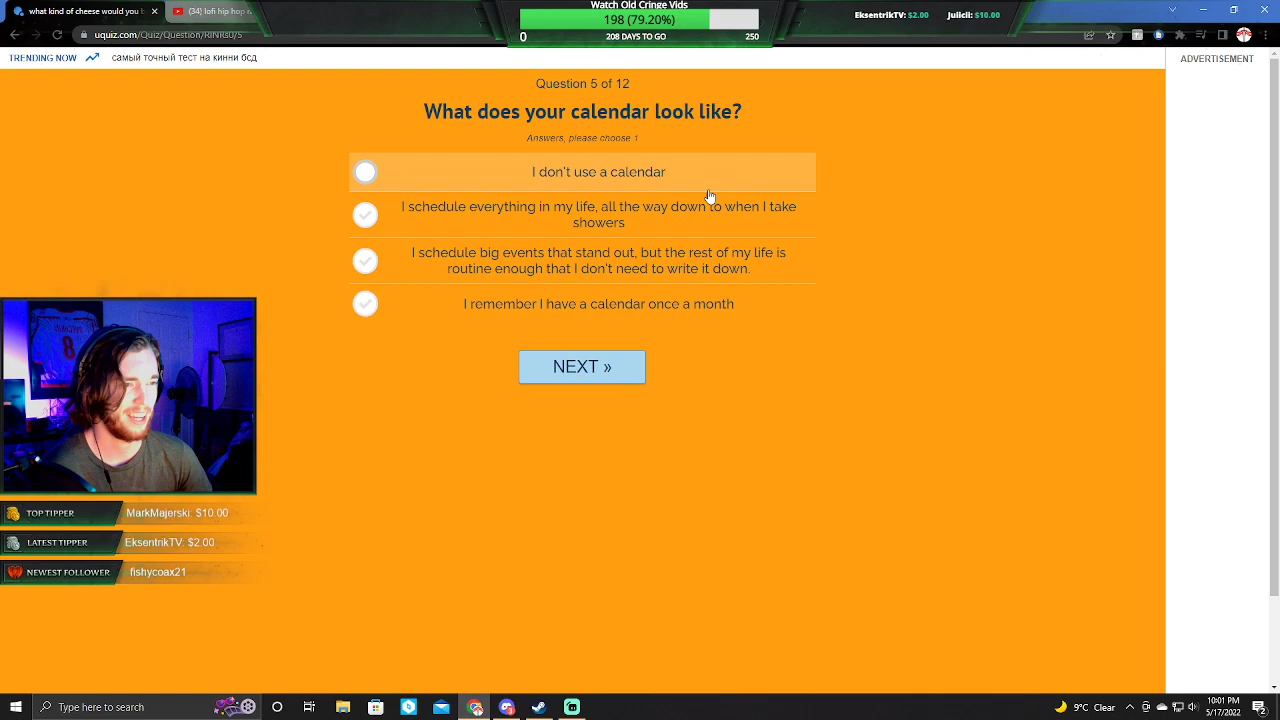 what kind of cheese would you b
(34) lofi hip hop r
Watch Old Cringe Vids
198 (79.20%)
0
208 DAYS TO GO
250
EksentrikTV: $2.00
Juilcli: $10.00
uquiz.com/Quiz/Question/RINR8D/5
TRENDING NOW
самый точный тест на кинни бсд
ADVERTISEMENT
Question 5 of 12
What does your calendar look like?
Answers, please choose 1
I don't use a calendar
I schedule everything in my life, all the way down to when I take
showers
I schedule big events that stand out, but the rest of my life is
routine enough that I don't need to write it down.
I remember I have a calendar once a month
NEXT »
8
TOP TIPPER
MarkMajerski: $10.00
LATEST TIPPER
EksentrikTV: $2.00
NEWEST FOLLOWER
fishycoax21
Type here to search
9°C Clear
10:01 PM
5/17/2022